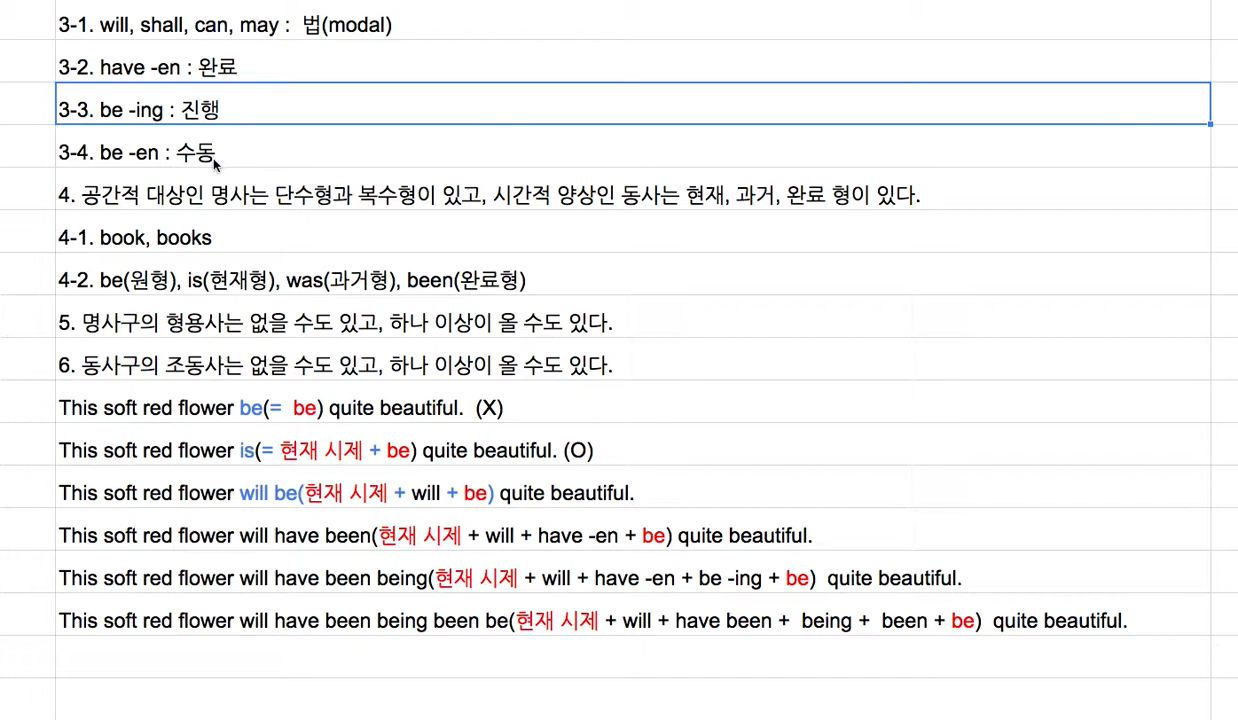 3-1. will, shall, can, may :  법(modal)
3-2. have -en : 완료
3-3. be -ing : 진행
3-4. be -en : 수동
4. 공간적 대상인 명사는 단수형과 복수형이 있고, 시간적 양상인 동사는 현재, 과거, 완료 형이 있다.
4-1. book, books
4-2. be(원형), is(현재형), was(과거형), been(완료형)
5. 명사구의 형용사는 없을 수도 있고, 하나 이상이 올 수도 있다.
6. 동사구의 조동사는 없을 수도 있고, 하나 이상이 올 수도 있다.
This soft red flower be(=  be) quite beautiful.  (X)
This soft red flower is(= 현재 시제 + be) quite beautiful. (O)
This soft red flower will be(현재 시제 + will + be) quite beautiful.
This soft red flower will have been(현재 시제 + will + have -en + be) quite beautiful.
This soft red flower will have been being(현재 시제 + will + have -en + be -ing + be)  quite beautiful.
This soft red flower will have been being been be(현재 시제 + will + have been +  being +  been + be)  quite beautiful.